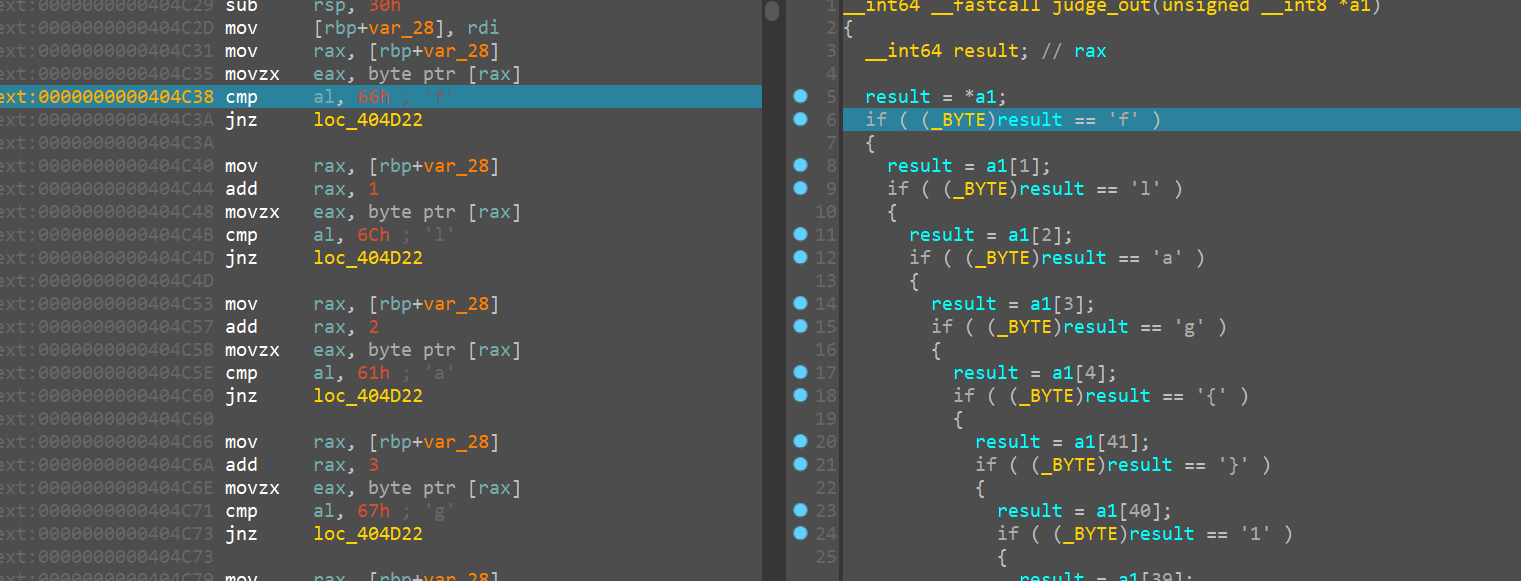 ext:0000000000404C29 sub rsp, 30h
ext:0000000000404C2D mov [rbp+var_28], rdi
ext:0000000000404C31 mov rax, [rbp+var_28]
ext:0000000000404C35 movzx eax, byte ptr [rax]
ext:0000000000404C38 cmp al, 66h ; 'f'
ext:0000000000404C3A jnz loc_404D22
ext:0000000000404C3A
ext:0000000000404C40 mov rax, [rbp+var_28]
ext:0000000000404C44 add rax, 1
ext:0000000000404C48 movzx eax, byte ptr [rax]
ext:0000000000404C4B cmp al, 6Ch ; 'l'
ext:0000000000404C4D jnz loc_404D22
ext:0000000000404C4D
ext:0000000000404C53 mov rax, [rbp+var_28]
ext:0000000000404C57 add rax, 2
ext:0000000000404C5B movzx eax, byte ptr [rax]
ext:0000000000404C5E cmp al, 61h ; 'a'
ext:0000000000404C60 jnz loc_404D22
ext:0000000000404C60
ext:0000000000404C66 mov rax, [rbp+var_28]
ext:0000000000404C6A add rax, 3
ext:0000000000404C6E movzx eax, byte ptr [rax]
ext:0000000000404C71 cmp al, 67h ; 'g'
ext:0000000000404C73 jnz loc_404D22
ext:0000000000404C73
ext:0000000000404C79 mov rax, [rbp+var_28]
1 __int64 __fastcall judge_out(unsigned __int8 *a1)
2 {
3 __int64 result; // rax
4
5 result = *a1;
6 if ( (_BYTE)result == 'f' )
7 {
8 result = a1[1];
9 if ( (_BYTE)result == 'l' )
10 {
11 result = a1[2];
12 if ( (_BYTE)result == 'a' )
13 {
14 result = a1[3];
15 if ( (_BYTE)result == 'g' )
16 {
17 result = a1[4];
18 if ( (_BYTE)result == '{' )
19 {
20 result = a1[41];
21 if ( (_BYTE)result == '}' )
22 {
23 result = a1[40];
24 if ( (_BYTE)result == '1' )
25 {
result = a1[39];